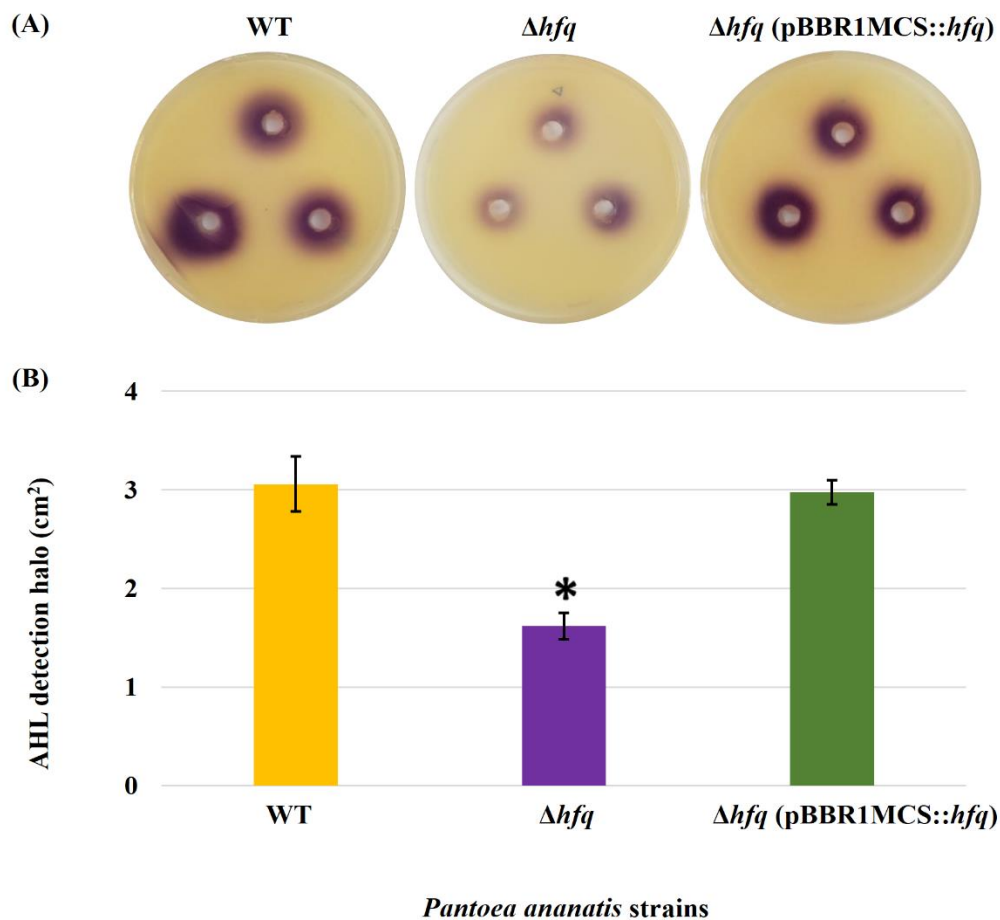 (A)
WT
Δhfq
Δhfq (pBBR1MCS::hfq)
(B)
AHL detection halo (cm²)
4
3
2
1
0
*
WT
Δhfq
Δhfq (pBBR1MCS::hfq)
Pantoea ananatis strains